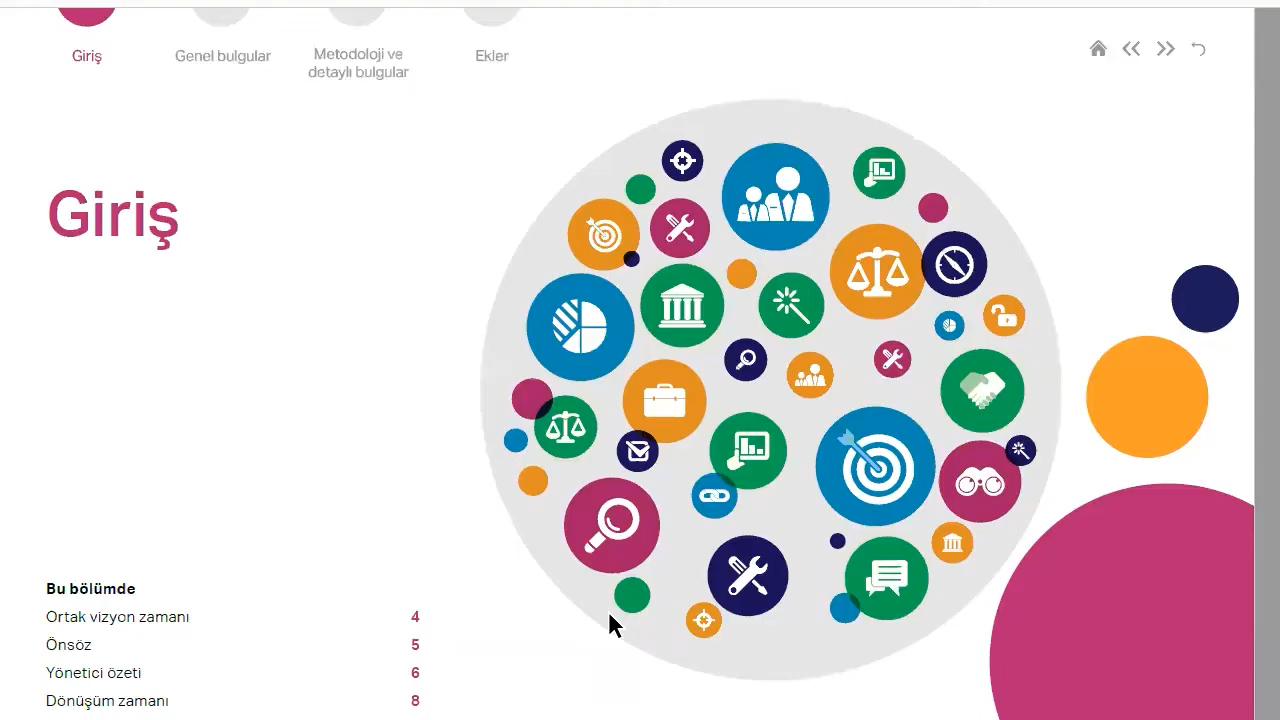 Giriş
Genel bulgular
Metodoloji ve
detaylı bulgular
Ekler
Giriş
Bu bölümde
Ortak vizyon zamanı 4
Önsöz 5
Yönetici özeti 6
Dönüşüm zamanı 8